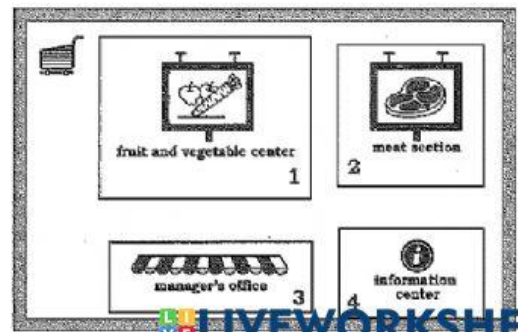 fruit and vegetable center
1
meat section
2
manager's office
3
information
center
4
LIVEWORKSHE